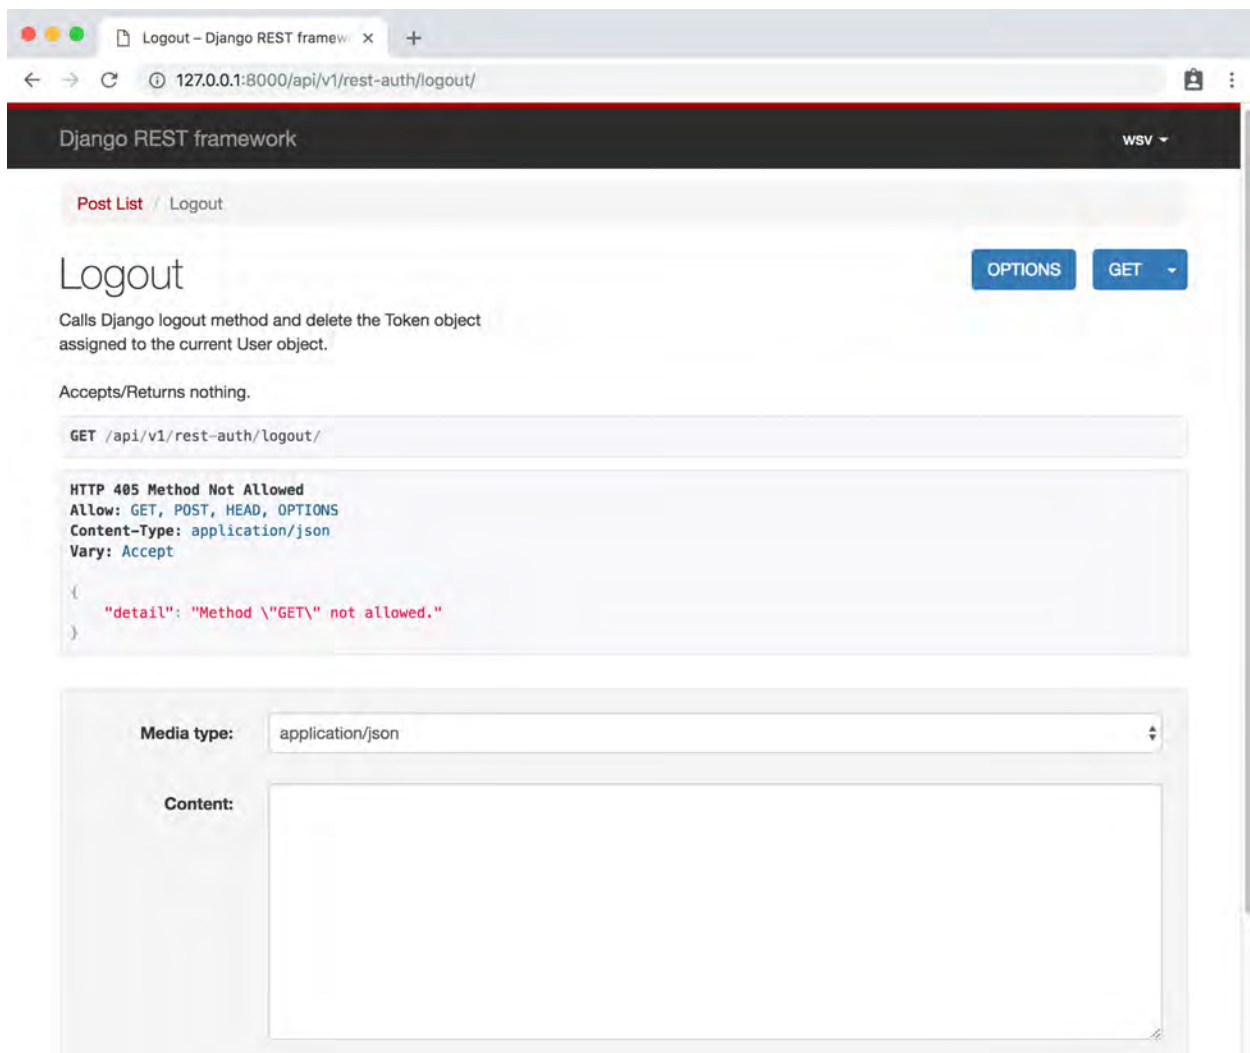 Logout – Django REST framew
127.0.0.1:8000/api/v1/rest-auth/logout/
Django REST framework
wsv
Post List / Logout
Logout
OPTIONS
GET
Calls Django logout method and delete the Token object
assigned to the current User object.
Accepts/Returns nothing.
GET /api/v1/rest-auth/logout/
HTTP 405 Method Not Allowed
Allow: GET, POST, HEAD, OPTIONS
Content-Type: application/json
Vary: Accept
{
"detail": "Method \"GET\" not allowed."
}
Media type:
application/json
Content: